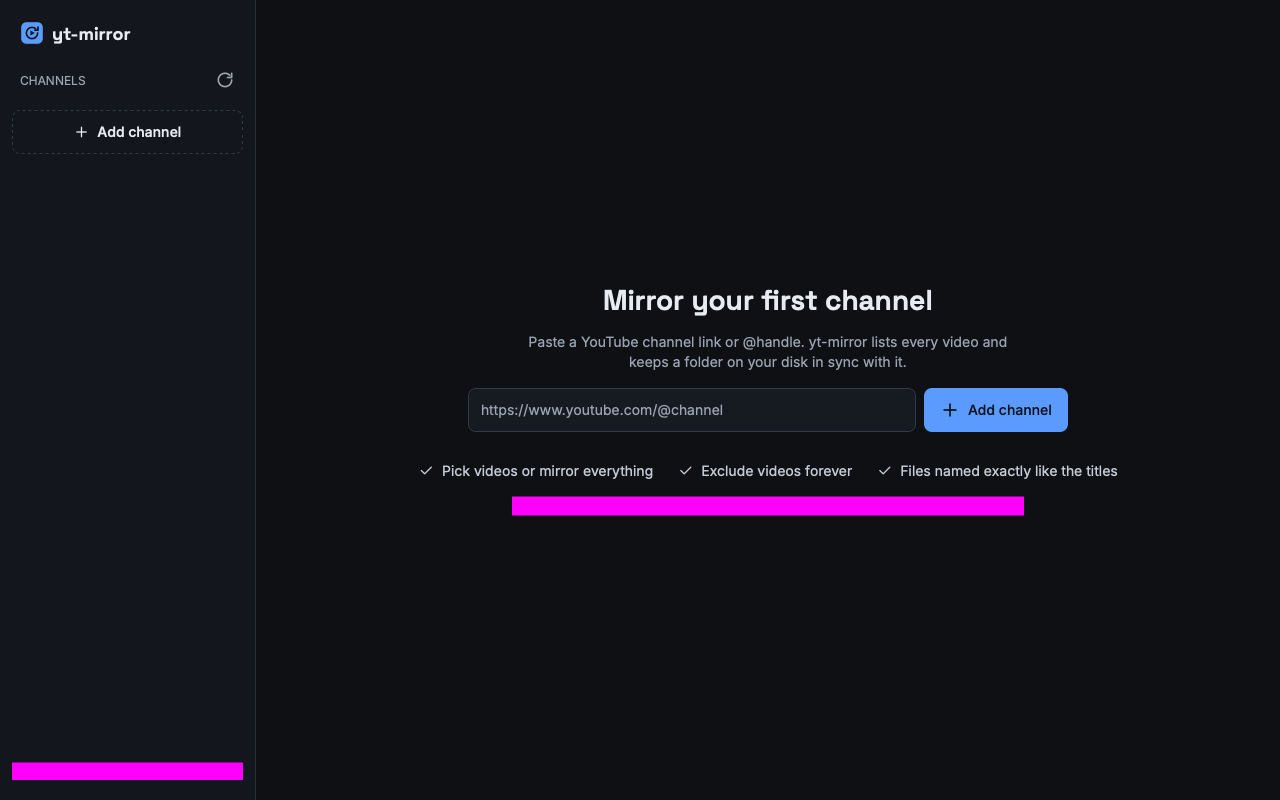 yt-mirror
CHANNELS
Add channel
Mirror your first channel
Paste a YouTube channel link or @handle. yt-mirror lists every video and
keeps a folder on your disk in sync with it.
https://www.youtube.com/@channel
Add channel
Pick videos or mirror everything
Exclude videos forever
Files named exactly like the titles